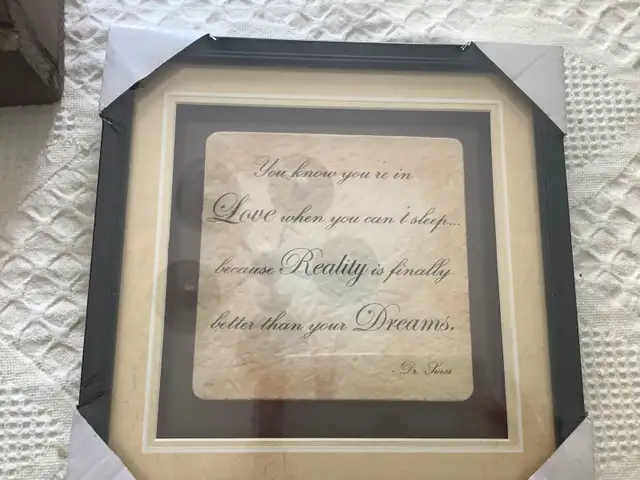 You know you're in
Love when you can't sleep...
because Reality is finally
better than your Dreams.
- Dr. Suess